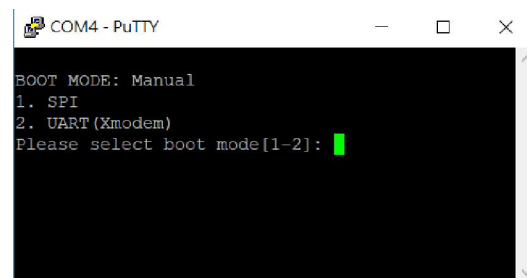 COM4 - PuTTY
BOOT MODE: Manual
1. SPI
2. UART(Xmodem)
Please select boot mode[1-2]: